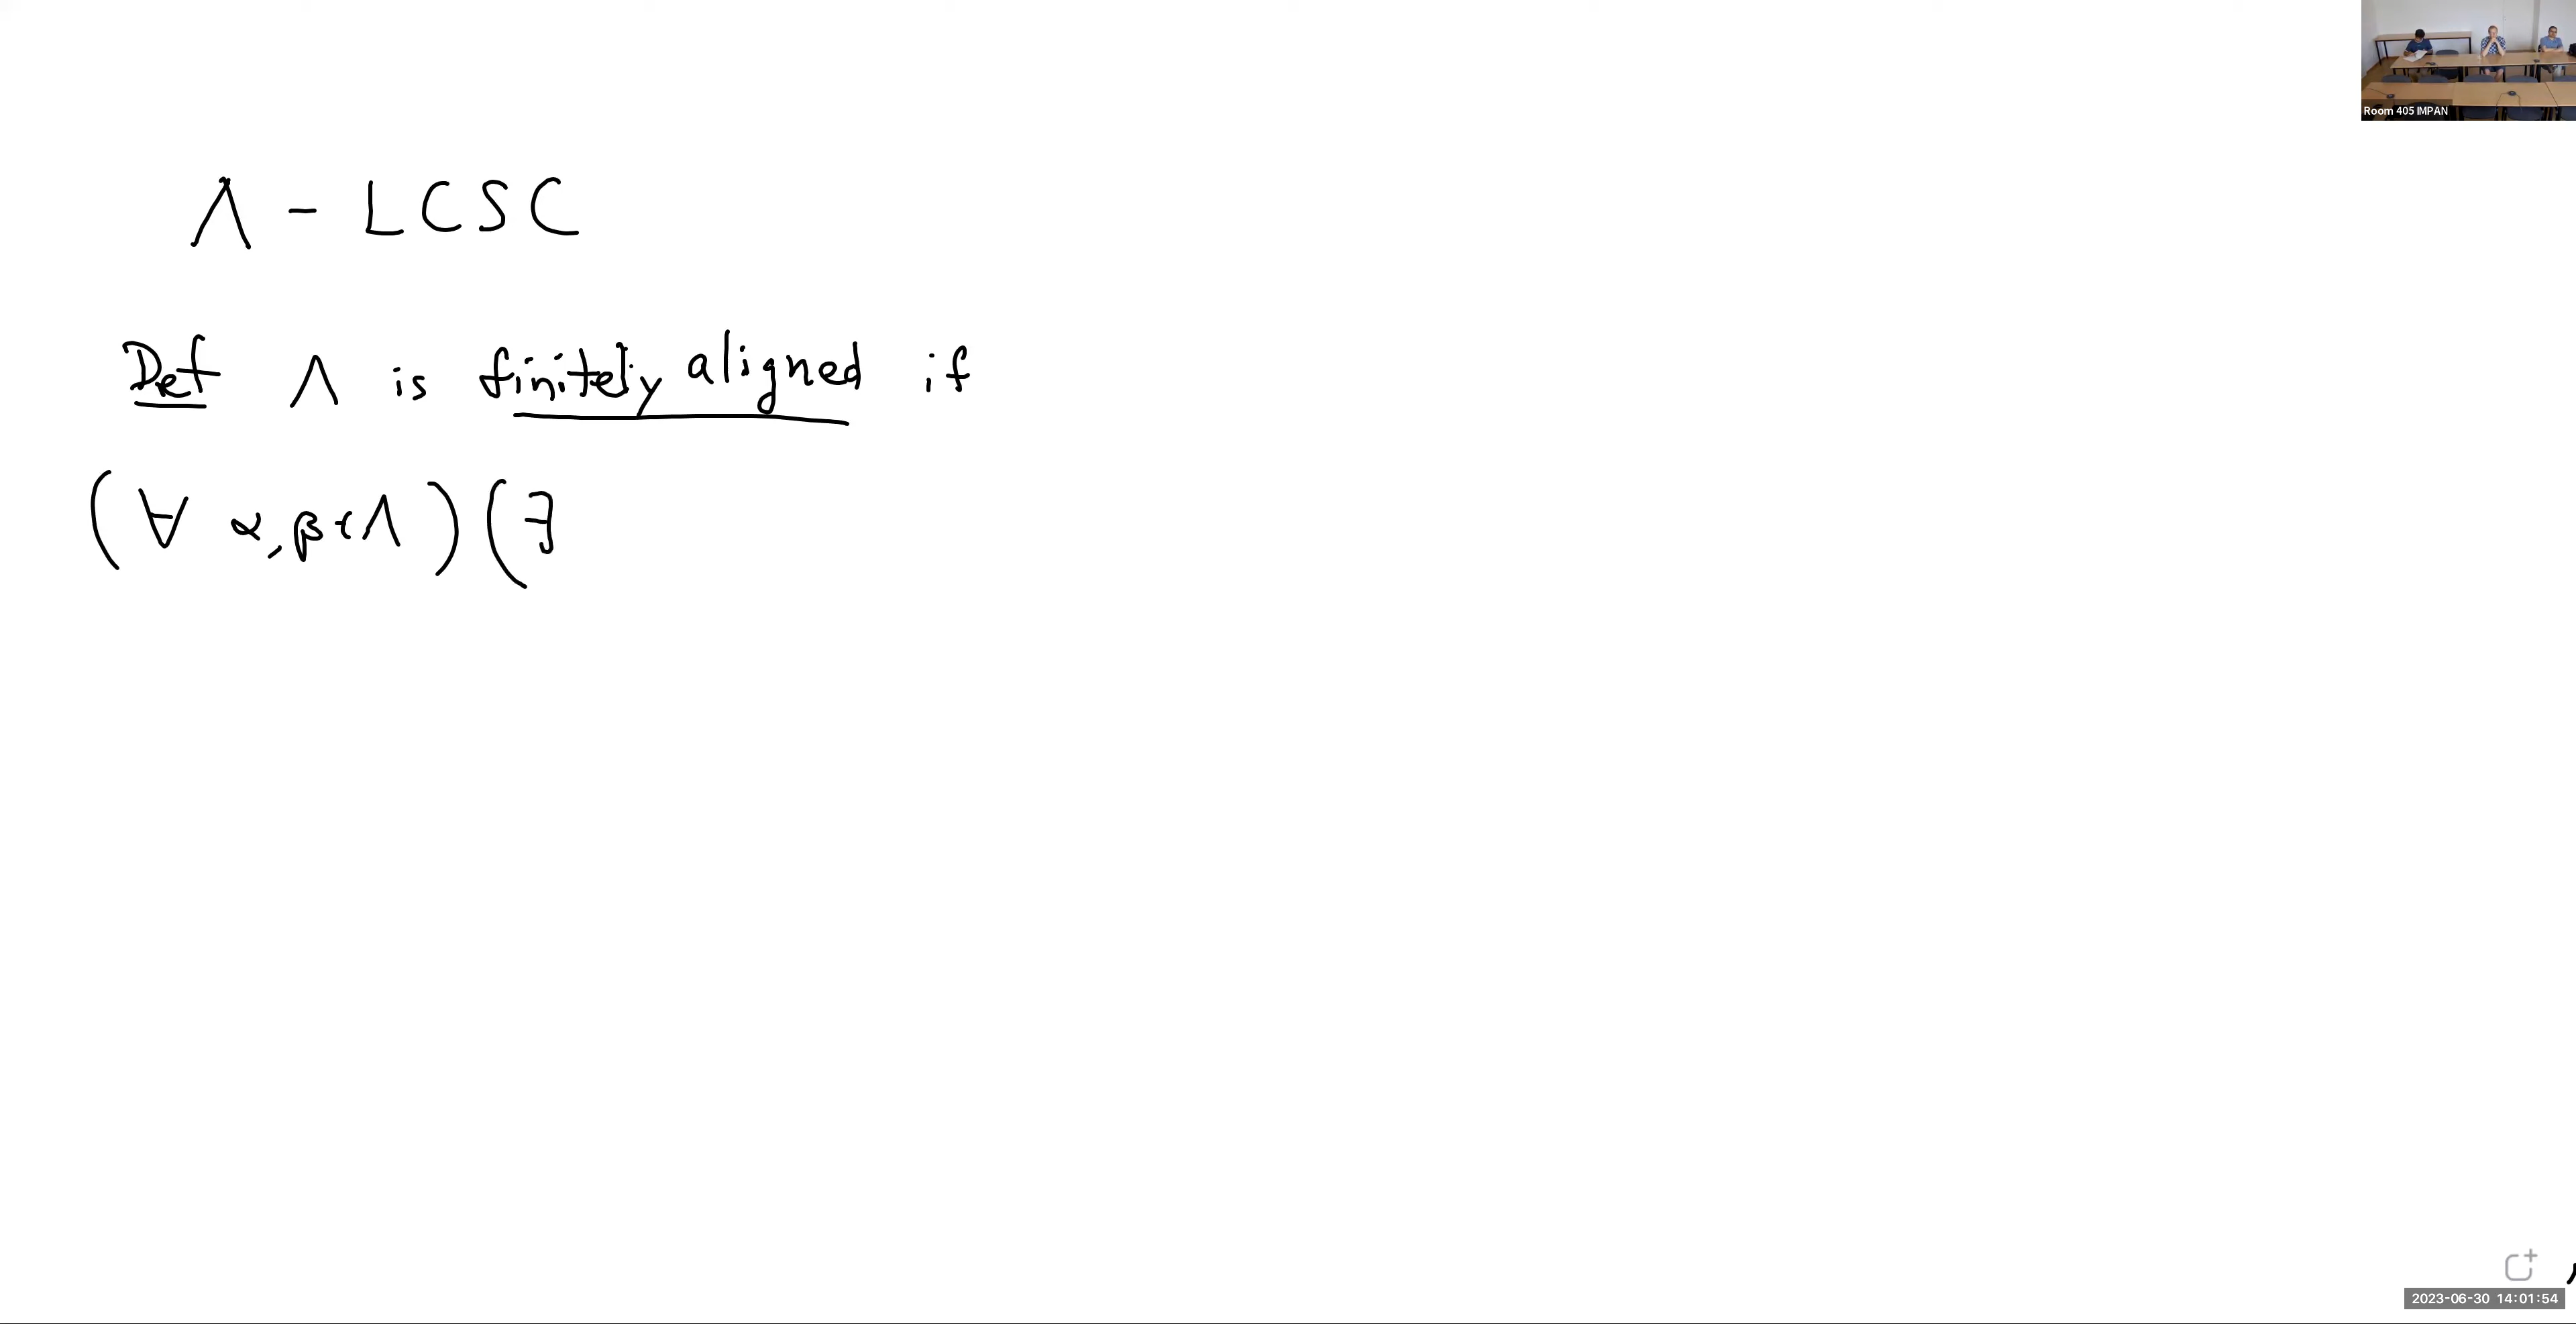 Room 405 IMPAN
Λ - LCSC
Def Λ is finitely aligned if
(∀ α, β ∈ Λ) (∃
2023-06-30 14:01:54